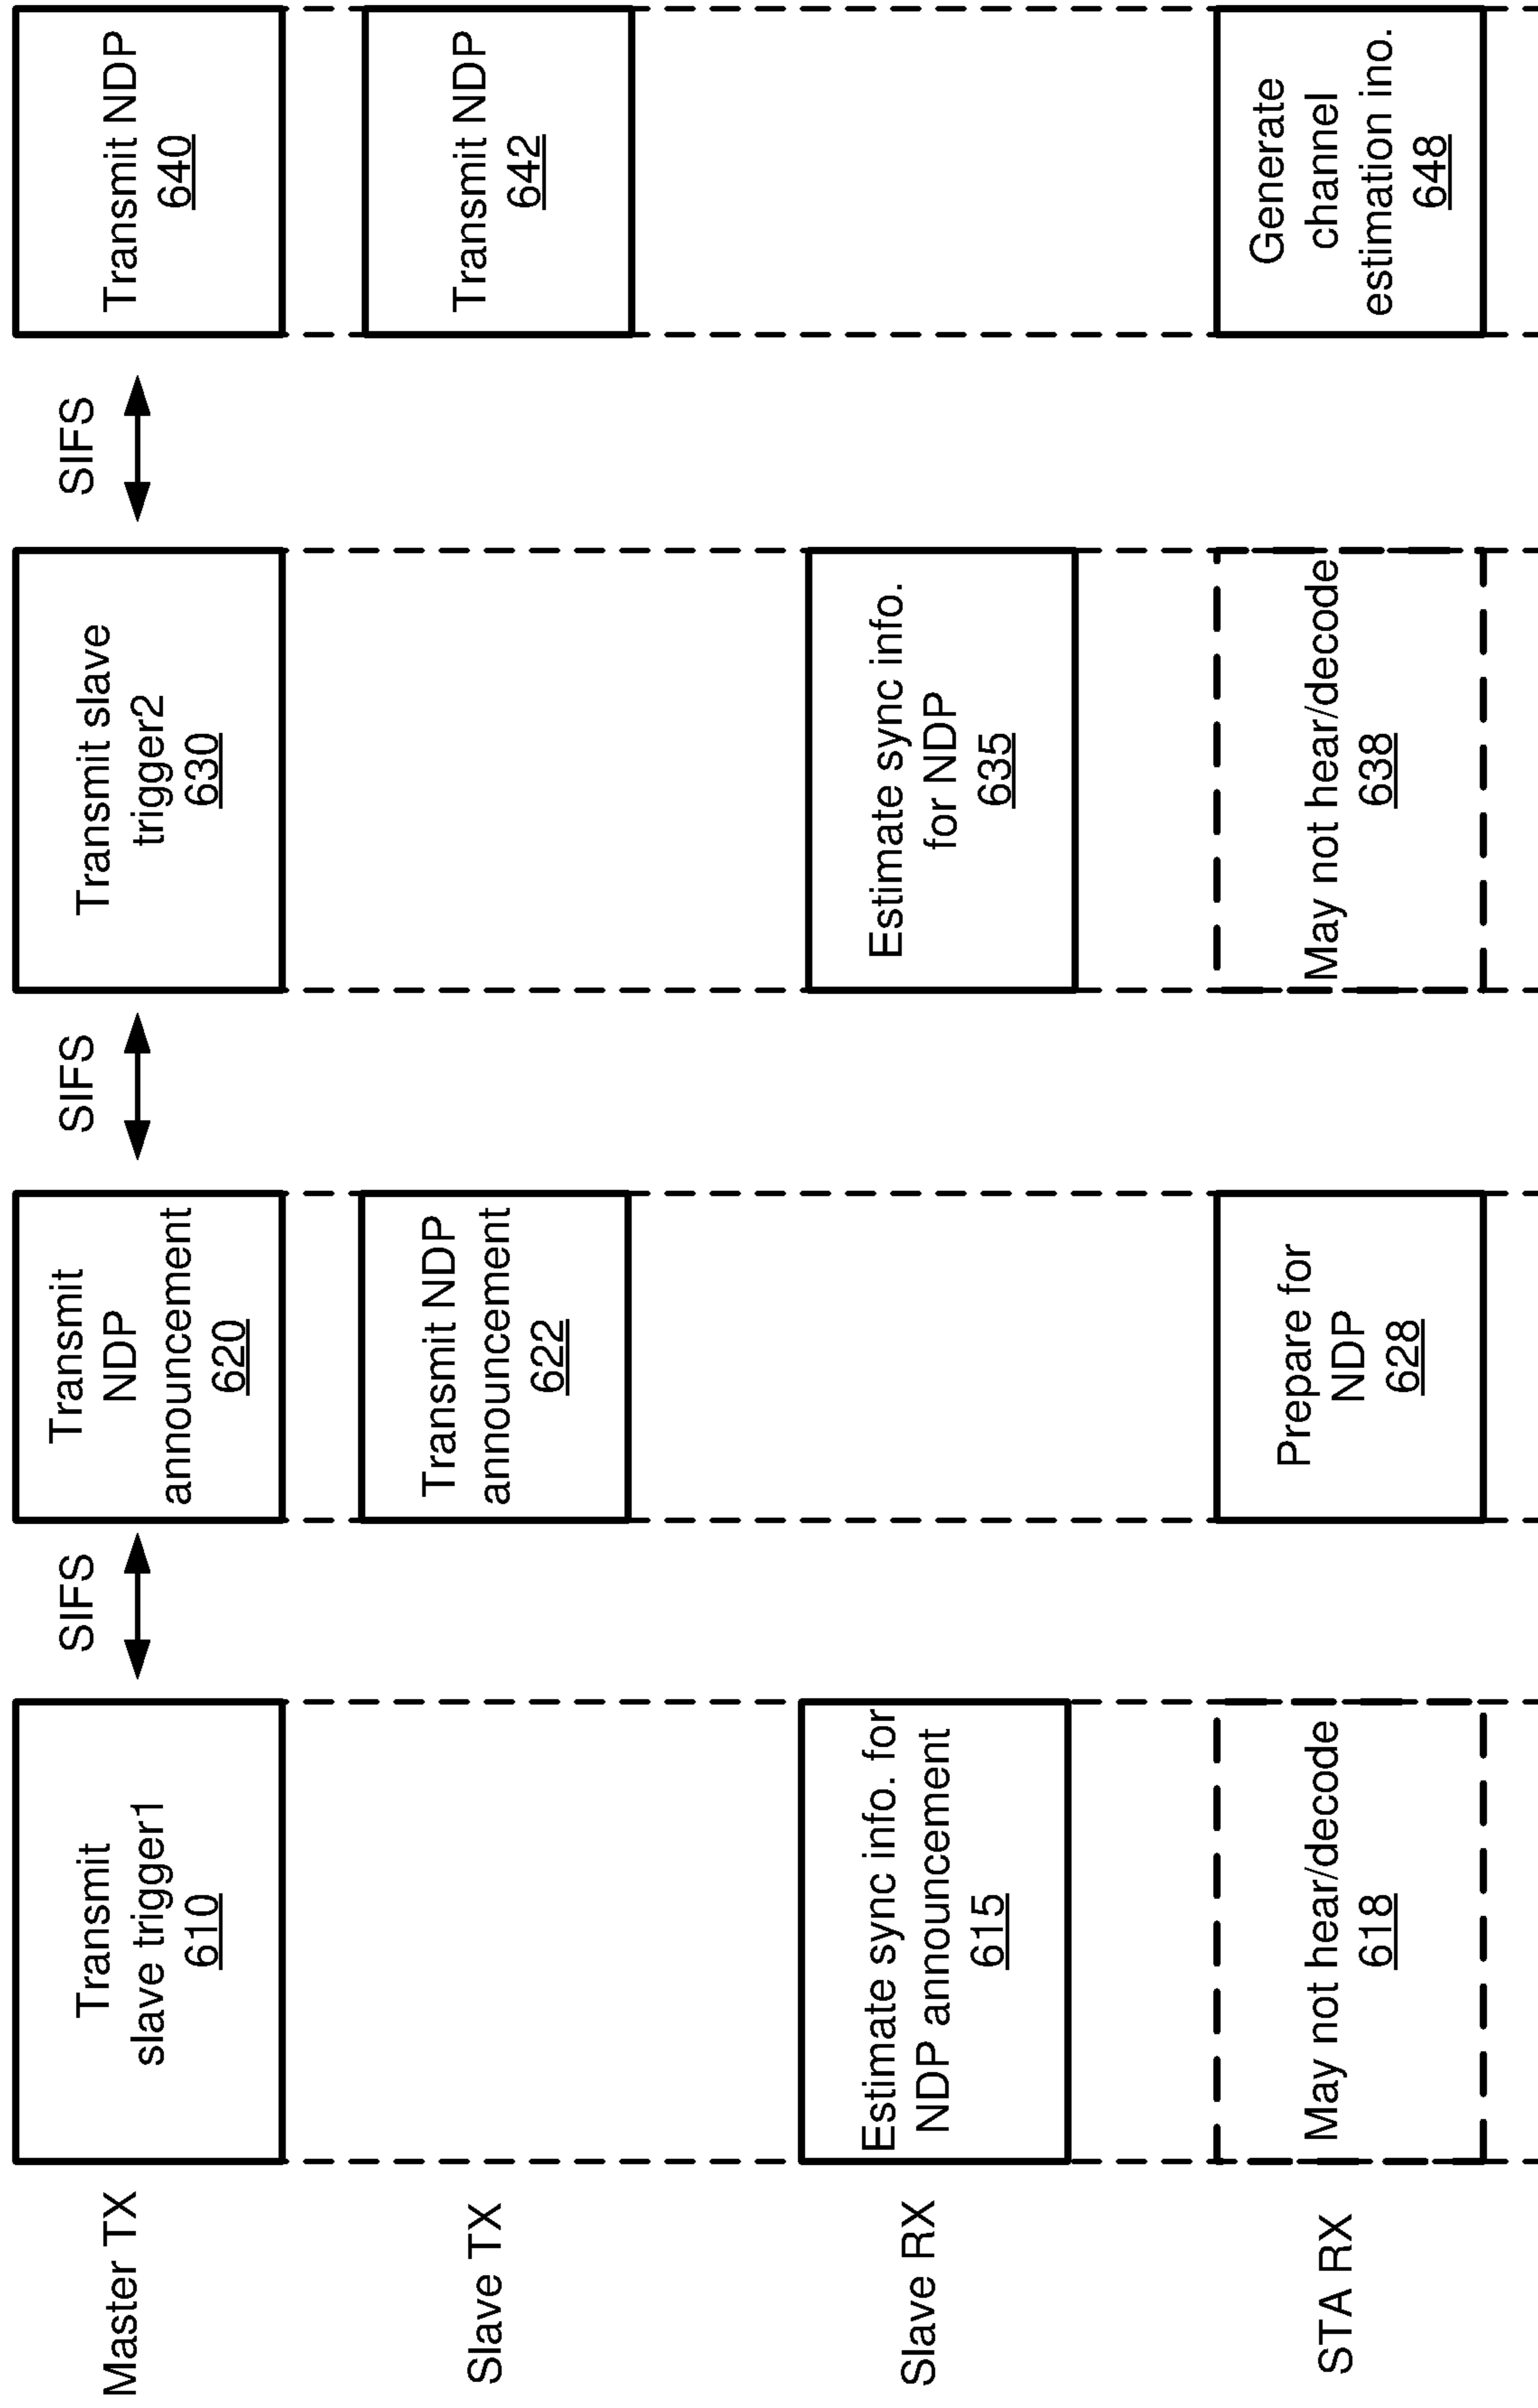 SIFS
SIFS
SIFS
Master TX
Transmit
slave trigger1
610
Transmit
NDP
announcement
620
Transmit slave
trigger2
630
Transmit NDP
640
Slave TX
Transmit NDP
announcement
622
Transmit NDP
642
Slave RX
Estimate sync info. for
NDP announcement
615
Estimate sync info.
for NDP
635
STA RX
May not hear/decode
618
Prepare for
NDP
628
May not hear/decode
638
Generate
channel
estimation ino.
648